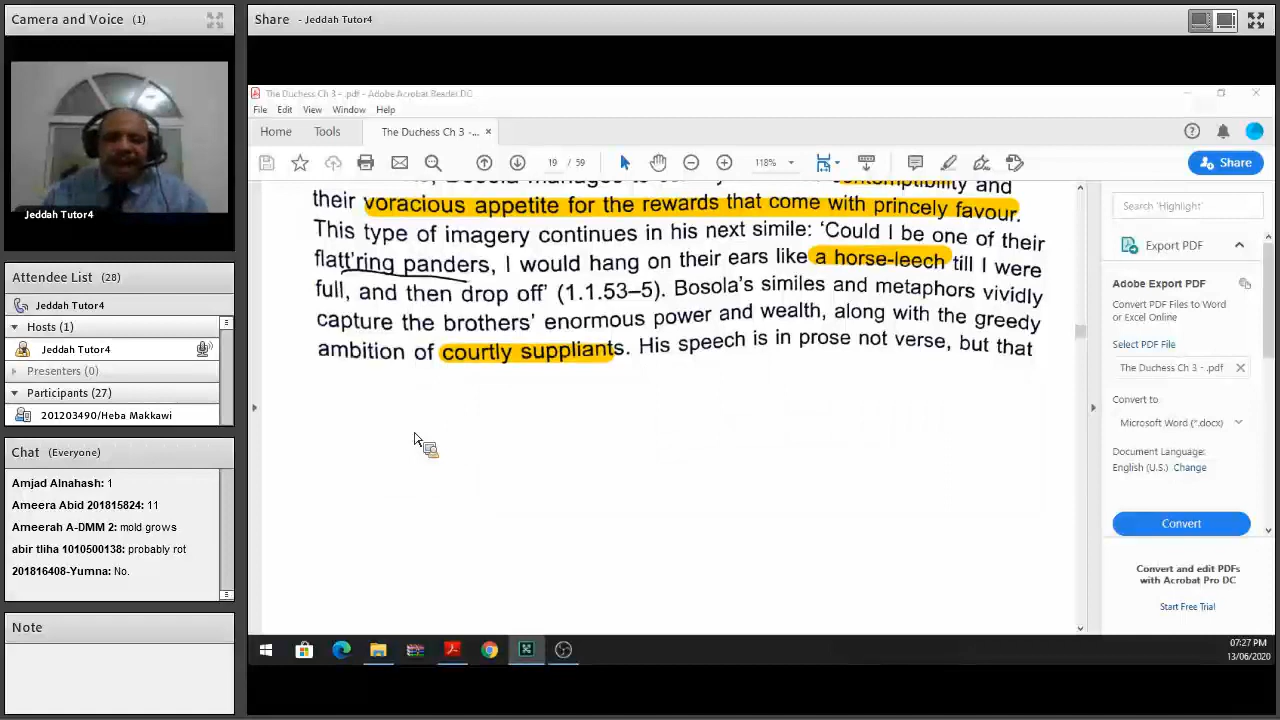 Camera and Voice (1)
Jeddah Tutor4
Attendee List (28)
Jeddah Tutor4
Hosts (1)
Jeddah Tutor4
Presenters (0)
Participants (27)
201203490/Heba Makkawi
Chat (Everyone)
Amjad Alnahash: 1
Ameera Abid 201815824: 11
Ameerah A-DMM 2: mold grows
abir tliha 1010500138: probably rot
201816408-Yumna: No.
Note
Share - Jeddah Tutor4
The Duchess Ch 3 - .pdf - Adobe Acrobat Reader DC
File Edit View Window Help
Home Tools The Duchess Ch 3 -... ×
19 / 59 118% Share
contemptibility and
their voracious appetite for the rewards that come with princely favour.
This type of imagery continues in his next simile: ‘Could I be one of their
flatt’ring panders, I would hang on their ears like a horse-leech till I were
full, and then drop off’ (1.1.53–5). Bosola’s similes and metaphors vividly
capture the brothers’ enormous power and wealth, along with the greedy
ambition of courtly suppliants. His speech is in prose not verse, but that
Search 'Highlight'
Export PDF
Adobe Export PDF
Convert PDF Files to Word
or Excel Online
Select PDF File
The Duchess Ch 3 - .pdf
Convert to
Microsoft Word (*.docx)
Document Language:
English (U.S.) Change
Convert
Convert and edit PDFs
with Acrobat Pro DC
Start Free Trial
07:27 PM
13/06/2020